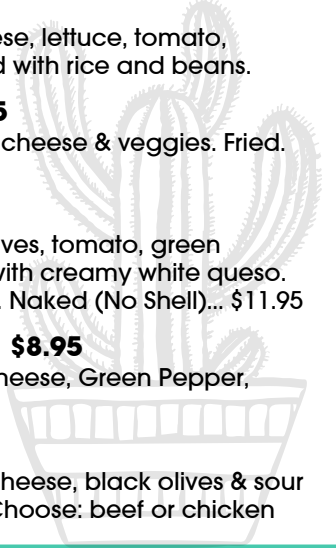 ese, lettuce, tomato,
d with rice and beans.
5
cheese & veggies. Fried.
ves, tomato, green
with creamy white queso.
. Naked (No Shell)... $11.95
$8.95
heese, Green Pepper,
heese, black olives & sour
Choose: beef or chicken